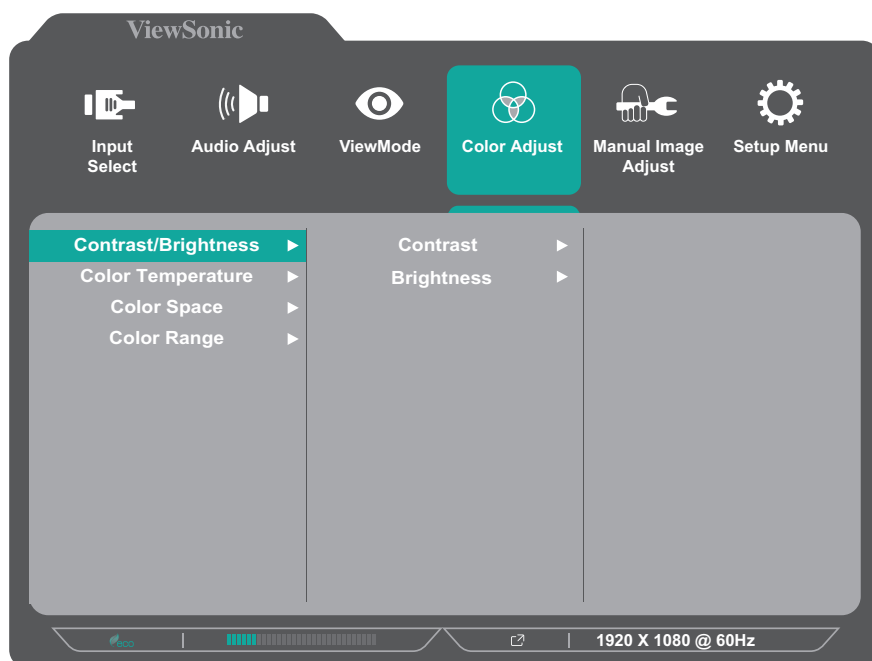 ViewSonic
Input Select
Audio Adjust
ViewMode
Color Adjust
Manual Image Adjust
Setup Menu
Contrast/Brightness
Color Temperature
Color Space
Color Range
Contrast
Brightness
eco
1920 X 1080 @ 60Hz